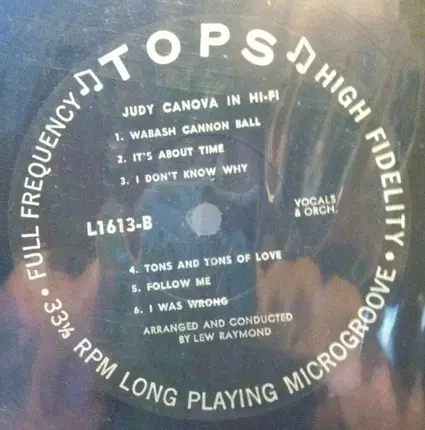 ♫TOPS♫
JUDY CANOVA IN HI-FI
1. WABASH CANNON BALL
2. IT'S ABOUT TIME
3. I DON'T KNOW WHY
L1613-B
VOCALS
& ORCH.
4. TONS AND TONS OF LOVE
5. FOLLOW ME
6. I WAS WRONG
ARRANGED AND CONDUCTED
BY LEW RAYMOND
• FULL FREQUENCY
HIGH FIDELITY •
33⅓ RPM LONG PLAYING MICROGROOVE